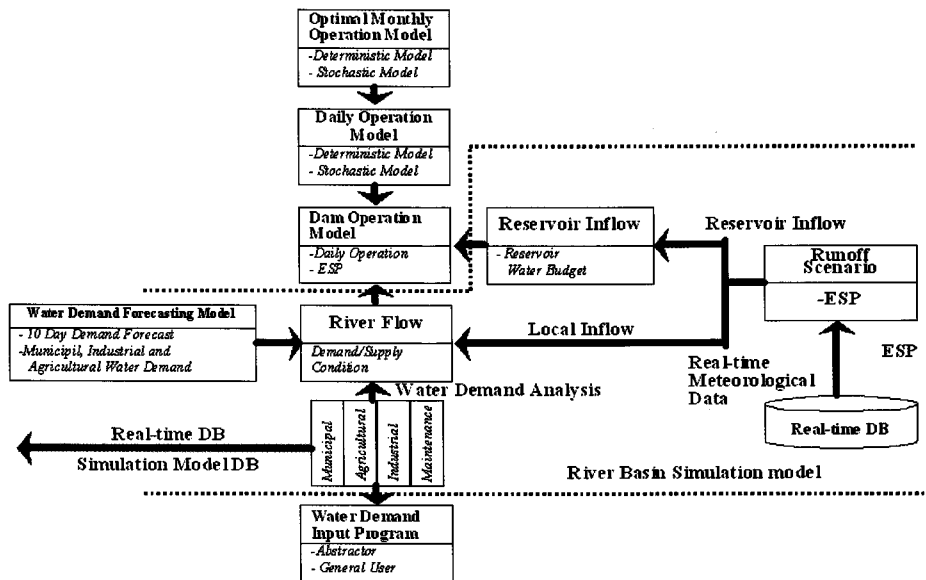 Optimal Monthly
Operation Model
-Deterministic Model
- Stochastic Model
Daily Operation
Model
-Deterministic Model
- Stochastic Model
Dam Operation
Model
-Daily Operation
- ESP
Reservoir Inflow
- Reservoir
Water Budget
Reservoir Inflow
Runoff
Scenario
-ESP
Water Demand Forecasting Model
- 10 Day Demand Forecast
-Municipil, Industrial and
Agricultural Water Demand
River Flow
Demand/Supply
Condition
Local Inflow
ESP
Real-time
Meteorological
Data
Real-time DB
Water Demand Analysis
Municipal
Agricultural
Industrial
Maintenance
Real-time DB
Simulation Model DB
River Basin Simulation model
Water Demand
Input Program
-Abstractor
- General User